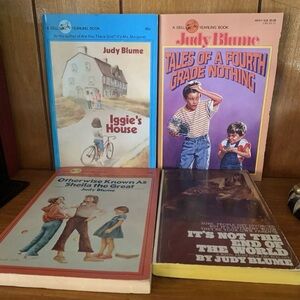 A DELL YEARLING BOOK
By the author of Are You There God? It's Me, Margaret.
Judy Blume
Iggie's
House
A DELL YEARLING BOOK
Judy Blume
TALES OF A FOURTH
GRADE NOTHING
Otherwise Known As
Sheila the Great
Judy Blume
IT'S NOT THE
END OF
THE WORLD
BY JUDY BLUME